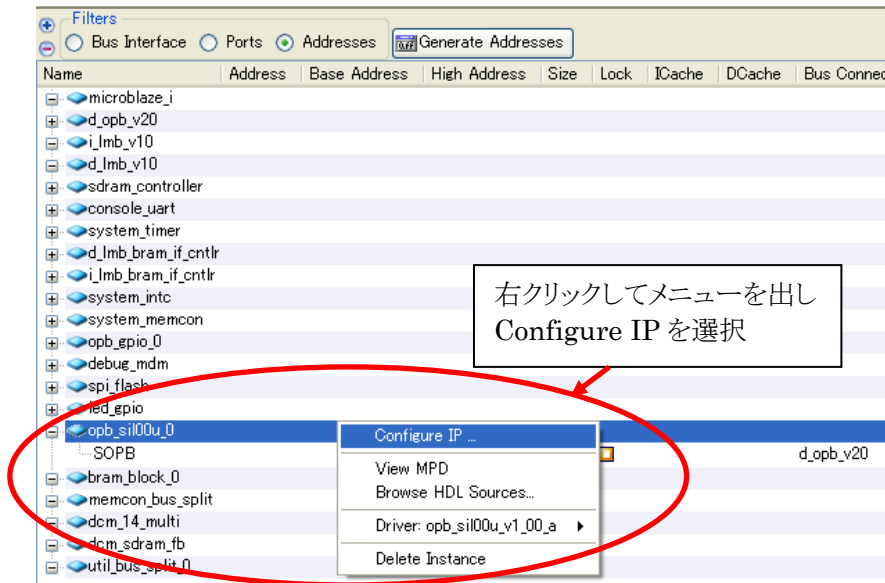 Filters
Bus Interface Ports Addresses Generate Addresses
Name Address Base Address High Address Size Lock ICache DCache Bus Connec
microblaze_i
d_opb_v20
i_lmb_v10
d_lmb_v10
sdram_controller
console_uart
system_timer
d_lmb_bram_if_cntlr
i_lmb_bram_if_cntlr
system_intc
system_memcon
opb_gpio_0
debug_mdm
spi_flash
led_gpio
opb_sil00u_0
SOPB d_opb_v20
bram_block_0
memcon_bus_split
dcm_14_multi
dcm_sdram_fb
util_bus_split_0
右クリックしてメニューを出し
Configure IP を選択
Configure IP ...
View MPD
Browse HDL Sources...
Driver: opb_sil00u_v1_00_a
Delete Instance